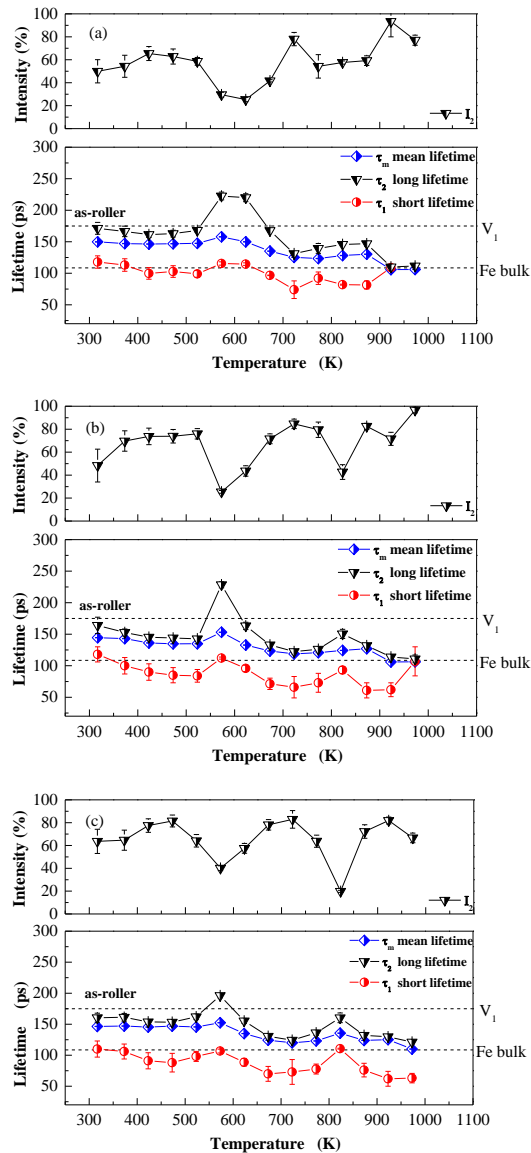 (a)
100
80
60
40
20
0
Intensity (%)
I2
300
250
200
150
100
50
Lifetime (ps)
τm mean lifetime
τ2 long lifetime
τ1 short lifetime
as-roller
V1
Fe bulk
300 400 500 600 700 800 900 1000 1100
Temperature (K)
(b)
100
80
60
40
20
0
Intensity (%)
I2
300
250
200
150
100
50
Lifetime (ps)
τm mean lifetime
τ2 long lifetime
τ1 short lifetime
as-roller
V1
Fe bulk
300 400 500 600 700 800 900 1000 1100
Temperature (K)
(c)
100
80
60
40
20
0
Intensity (%)
I2
300
250
200
150
100
50
Lifetime (ps)
τm mean lifetime
τ2 long lifetime
τ1 short lifetime
as-roller
V1
Fe bulk
300 400 500 600 700 800 900 1000 1100
Temperature (K)